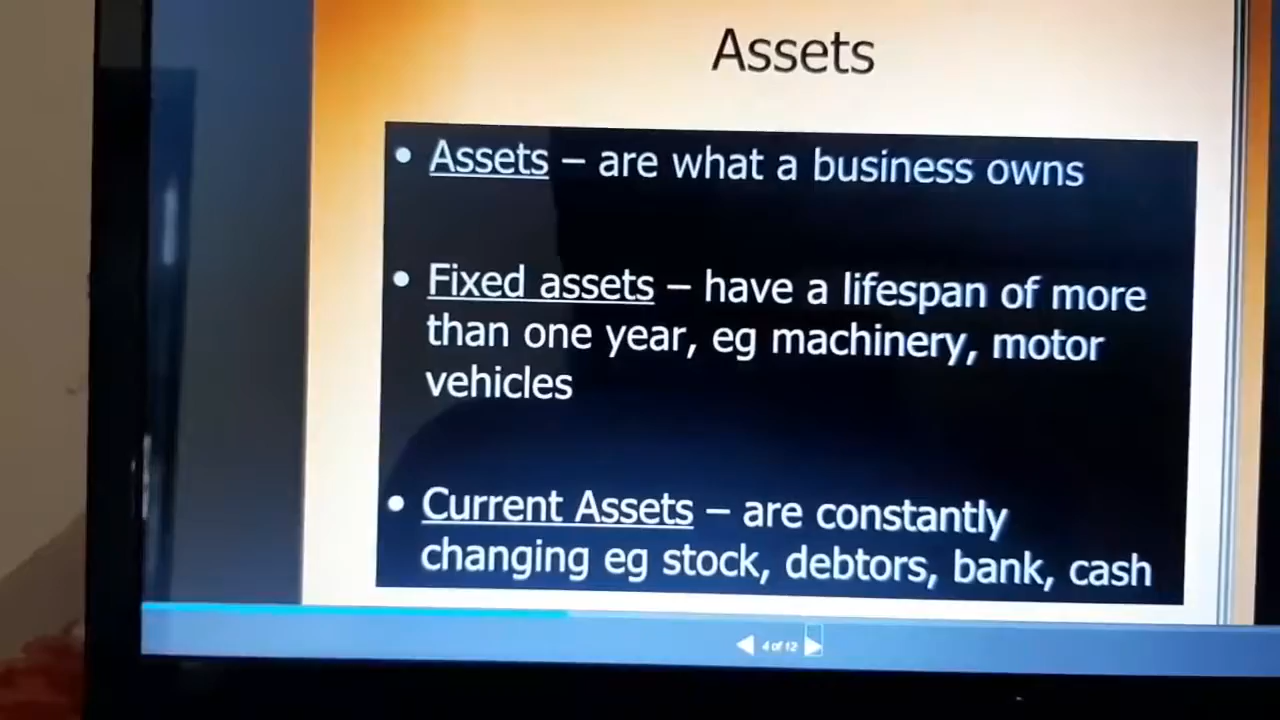 Assets
• Assets – are what a business owns
• Fixed assets – have a lifespan of more
than one year, eg machinery, motor
vehicles
• Current Assets – are constantly
changing eg stock, debtors, bank, cash
4 of 12